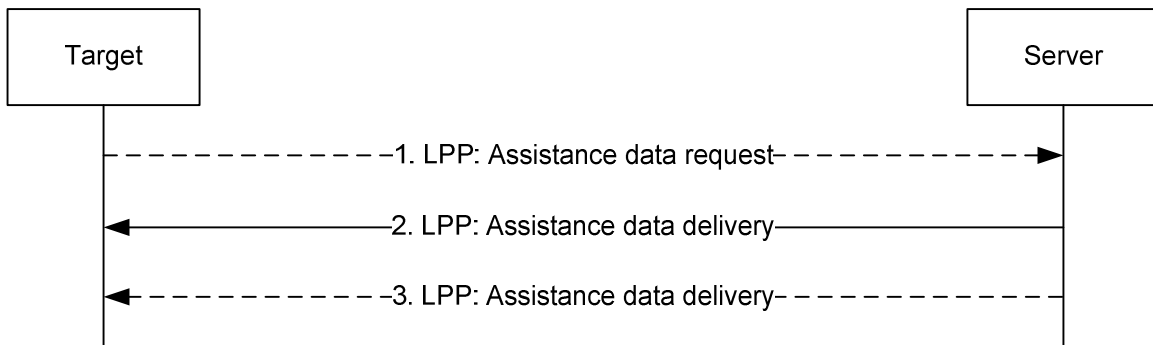 Target
Server
1. LPP: Assistance data request
2. LPP: Assistance data delivery
3. LPP: Assistance data delivery